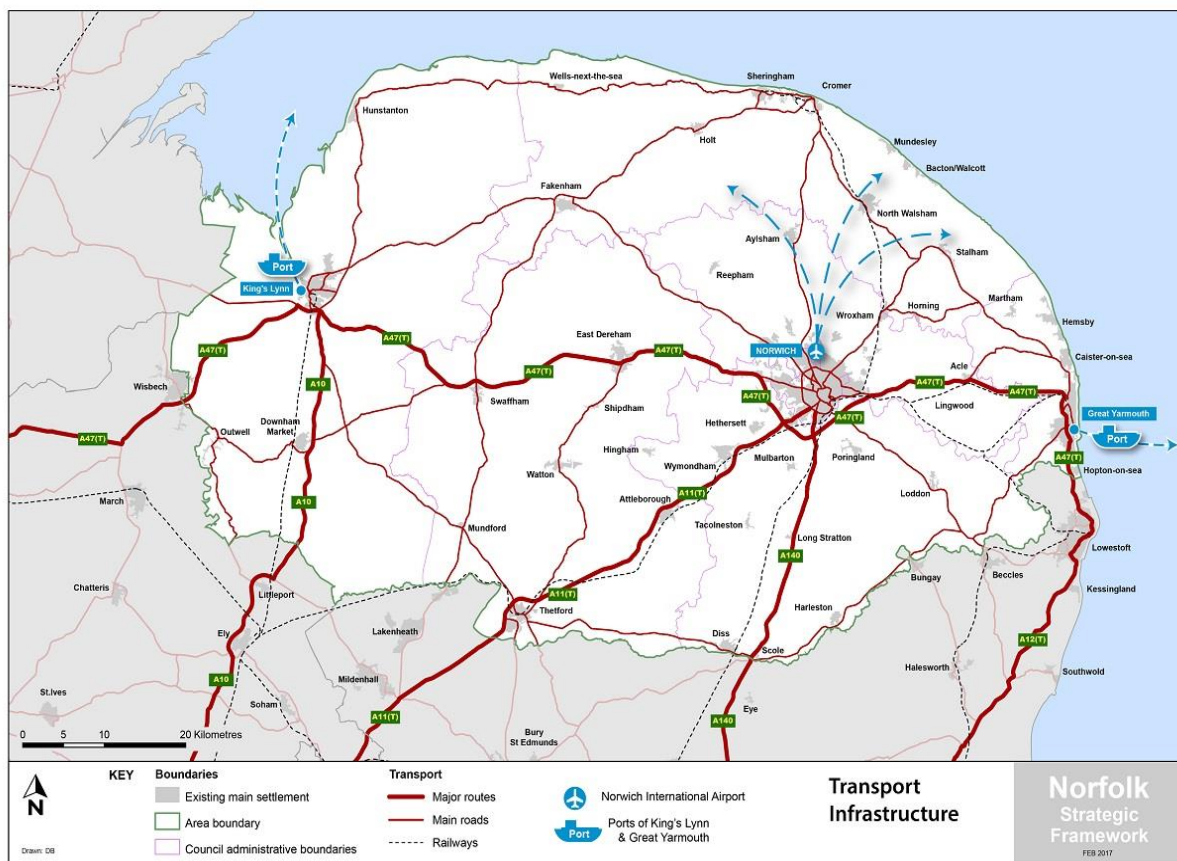 Wells-next-the-sea
Sheringham
Cromer
Hunstanton
Holt
Mundesley
Bacton/Walcott
Fakenham
North Walsham
Aylsham
Stalham
Port
King's Lynn
Reepham
Wroxham
Horning
Martham
Hemsby
A47(T)
A47(T)
East Dereham
A47(T)
NORWICH
Caister-on-sea
Wisbech
A10
A47(T)
Acle
A47(T)
A47(T)
Swaffham
A47(T)
Lingwood
Shipdham
Hethersett
A47(T)
Great Yarmouth
Port
A47(T)
Outwell
Downham
Market
Hingham
Wymondham
Mulbarton
Poringland
A47(T)
Hopton-on-sea
Watton
A11(T)
Loddon
March
A10
Attleborough
Tacolneston
Mundford
Long Stratton
Lowestoft
A140
Bungay
Beccles
Kessingland
Chatteris
Littleport
A11(T)
Thetford
Harleston
Ely
Lakenheath
Diss
A12(T)
Scole
Halesworth
Southwold
A10
Mildenhall
St.Ives
Soham
A11(T)
Eye
A140
Bury
St Edmunds
0 5 10 20 Kilometres
N
Drawn: DB
KEY
Boundaries
Existing main settlement
Area boundary
Council administrative boundaries
Transport
Major routes
Main roads
Railways
Norwich International Airport
Port
Ports of King's Lynn
& Great Yarmouth
Transport
Infrastructure
Norfolk
Strategic
Framework
FEB 2017